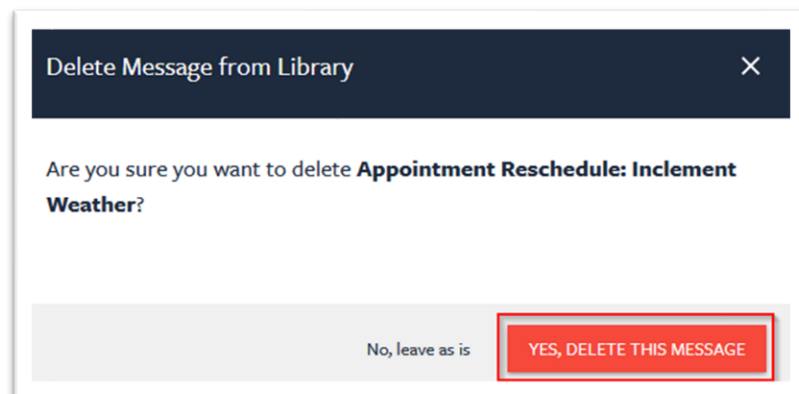 Delete Message from Library
Are you sure you want to delete Appointment Reschedule: Inclement
Weather?
No, leave as is
YES, DELETE THIS MESSAGE